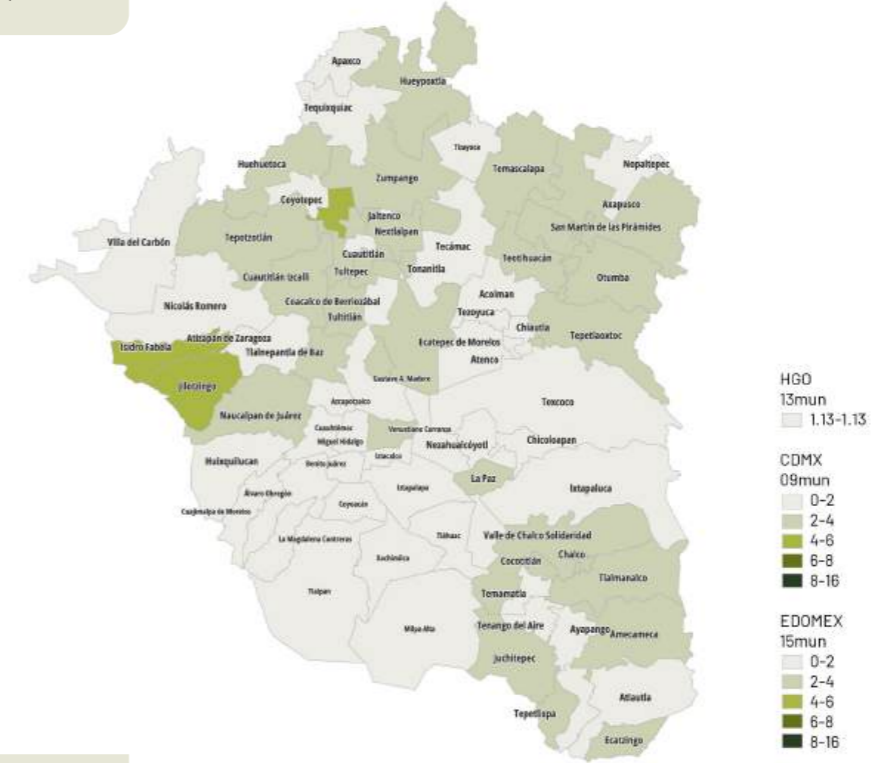 Apaxco
Hueypoxtla
Tequixquiac
Tizayuca
Huehuetoca
Temascalapa
Nopaltepec
Zumpango
Coyotepec
Axapusco
Jaltenco
San Martín de las Pirámides
Nextlalpan
Tepotzotlán
Villa del Carbón
Tecámac
Cuautitlán
Teotihuacán
Tultepec
Tonanitla
Cuautitlán Izcalli
Otumba
Acolman
Coacalco de Berriozábal
Nicolás Romero
Tezoyuca
Tultitlán
Chiautla
Tepetlaoxtoc
Atizapán de Zaragoza
Ecatepec de Morelos
Isidro Fabela
Tlalnepantla de Baz
Atenco
Gustavo A. Madero
Jilotzingo
Azcapotzalco
Texcoco
Naucalpan de Juárez
Cuauhtémoc
Venustiano Carranza
Miguel Hidalgo
Nezahualcóyotl
Chicoloapan
Iztacalco
Huixquilucan
Benito Juárez
La Paz
Iztapalapa
Ixtapaluca
Álvaro Obregón
Coyoacán
Cuajimalpa de Morelos
La Magdalena Contreras
Tláhuac
Valle de Chalco Solidaridad
Xochimilco
Chalco
Cocotitlán
Tlalmanalco
Tlalpan
Temamatla
Milpa Alta
Tenango del Aire
Ayapango
Amecameca
Juchitepec
Atlautla
Tepetlixpa
Ecatzingo
HGO
13mun
1.13-1.13
CDMX
09mun
0-2
2-4
4-6
6-8
8-16
EDOMEX
15mun
0-2
2-4
4-6
6-8
8-16